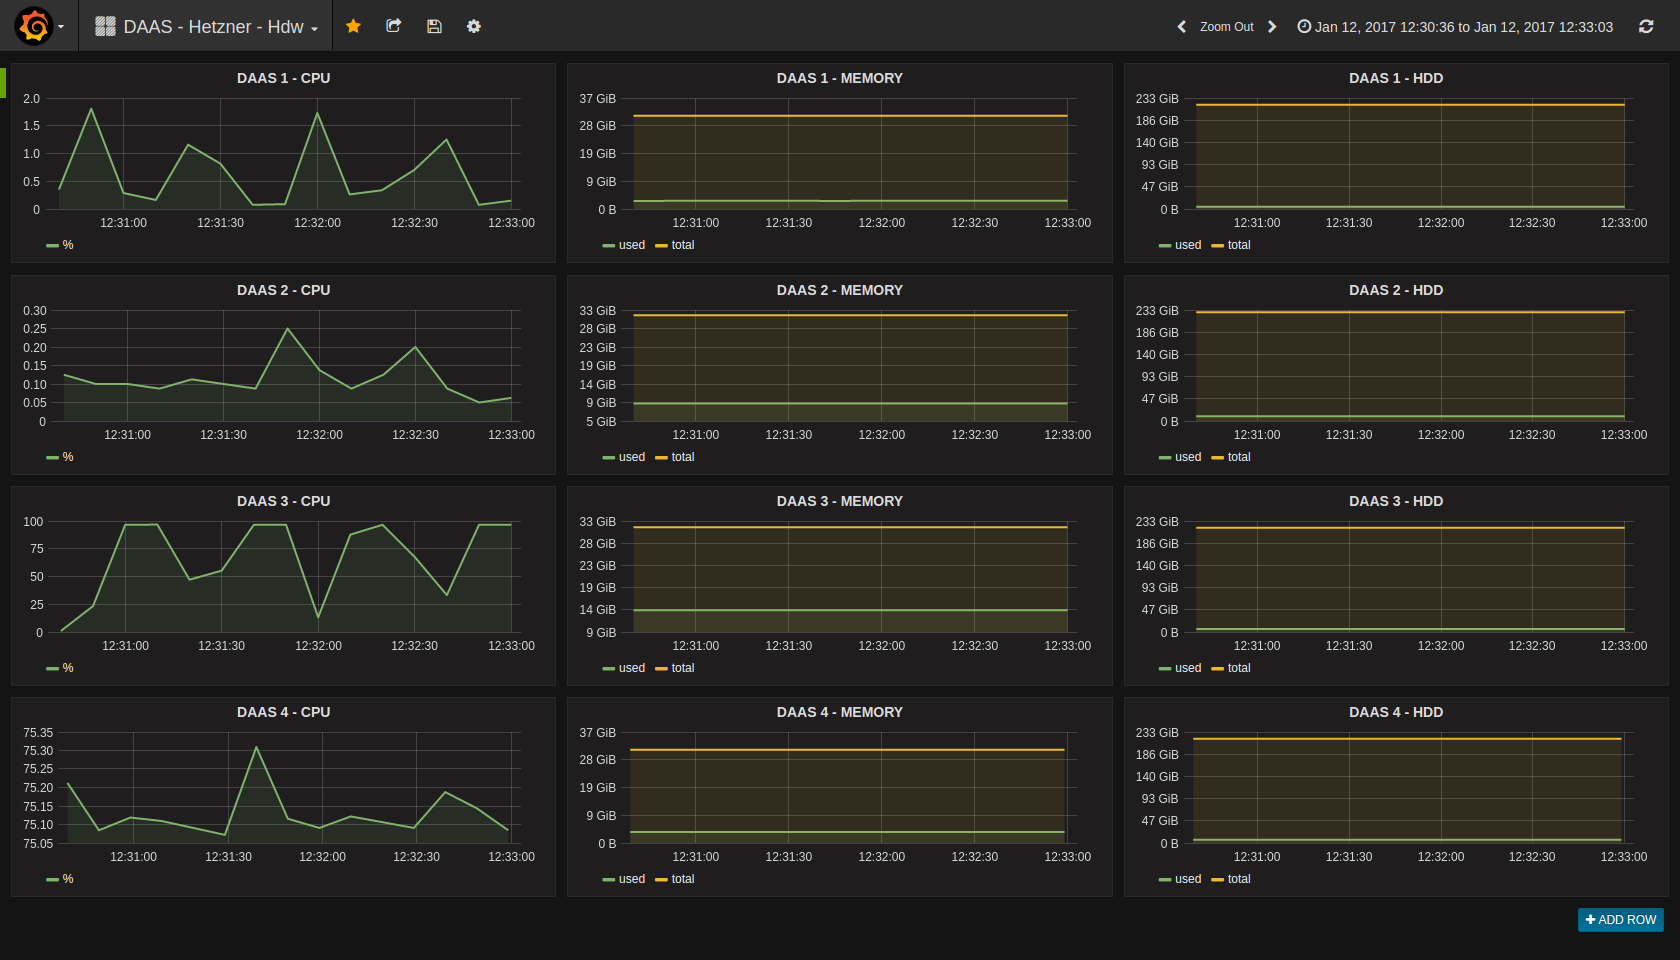 DAAS - Hetzner - Hdw
Zoom Out
Jan 12, 2017 12:30:36 to Jan 12, 2017 12:33:03
DAAS 1 - CPU
2.0
1.5
1.0
0.5
0
12:31:00 12:31:30 12:32:00 12:32:30 12:33:00
%
DAAS 1 - MEMORY
37 GiB
28 GiB
19 GiB
9 GiB
0 B
12:31:00 12:31:30 12:32:00 12:32:30 12:33:00
used total
DAAS 1 - HDD
233 GiB
186 GiB
140 GiB
93 GiB
47 GiB
0 B
12:31:00 12:31:30 12:32:00 12:32:30 12:33:00
used total
DAAS 2 - CPU
0.30
0.25
0.20
0.15
0.10
0.05
0
12:31:00 12:31:30 12:32:00 12:32:30 12:33:00
%
DAAS 2 - MEMORY
33 GiB
28 GiB
23 GiB
19 GiB
14 GiB
9 GiB
5 GiB
12:31:00 12:31:30 12:32:00 12:32:30 12:33:00
used total
DAAS 2 - HDD
233 GiB
186 GiB
140 GiB
93 GiB
47 GiB
0 B
12:31:00 12:31:30 12:32:00 12:32:30 12:33:00
used total
DAAS 3 - CPU
100
75
50
25
0
12:31:00 12:31:30 12:32:00 12:32:30 12:33:00
%
DAAS 3 - MEMORY
33 GiB
28 GiB
23 GiB
19 GiB
14 GiB
9 GiB
12:31:00 12:31:30 12:32:00 12:32:30 12:33:00
used total
DAAS 3 - HDD
233 GiB
186 GiB
140 GiB
93 GiB
47 GiB
0 B
12:31:00 12:31:30 12:32:00 12:32:30 12:33:00
used total
DAAS 4 - CPU
75.35
75.30
75.25
75.20
75.15
75.10
75.05
12:31:00 12:31:30 12:32:00 12:32:30 12:33:00
%
DAAS 4 - MEMORY
37 GiB
28 GiB
19 GiB
9 GiB
0 B
12:31:00 12:31:30 12:32:00 12:32:30 12:33:00
used total
DAAS 4 - HDD
233 GiB
186 GiB
140 GiB
93 GiB
47 GiB
0 B
12:31:00 12:31:30 12:32:00 12:32:30 12:33:00
used total
ADD ROW